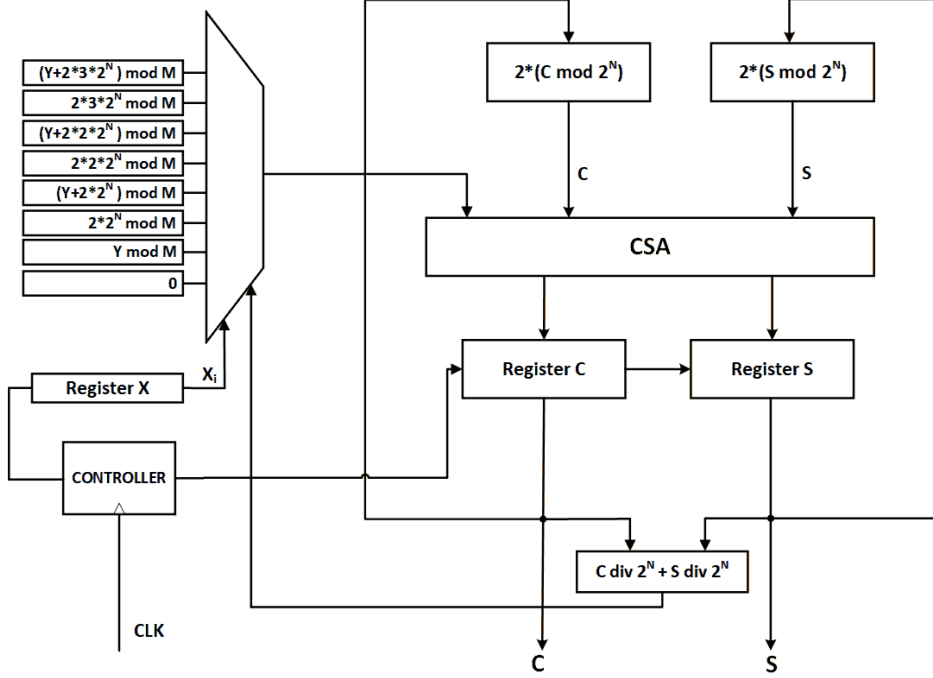 2*(C mod 2^N)
2*(S mod 2^N)
(Y+2*3*2^N) mod M
2*3*2^N mod M
(Y+2*2*2^N) mod M
2*2*2^N mod M
(Y+2*2^N) mod M
2*2^N mod M
Y mod M
0
C
S
CSA
Register X
X_i
Register C
Register S
CONTROLLER
C div 2^N + S div 2^N
CLK
C
S